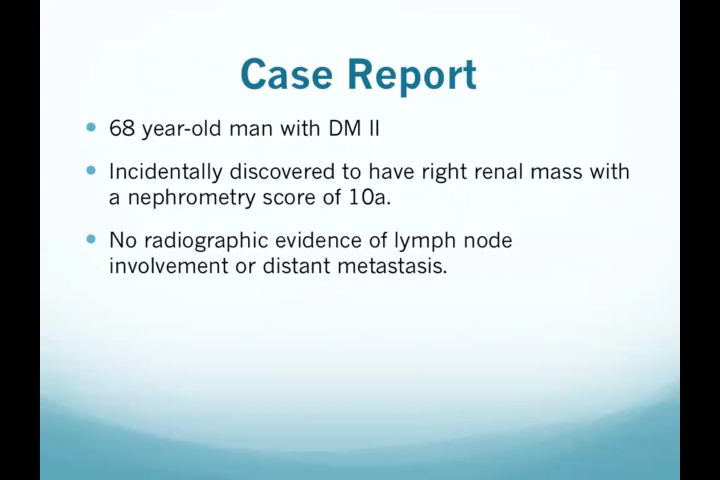 Case Report
• 68 year-old man with DM II
• Incidentally discovered to have right renal mass with
a nephrometry score of 10a.
• No radiographic evidence of lymph node
involvement or distant metastasis.